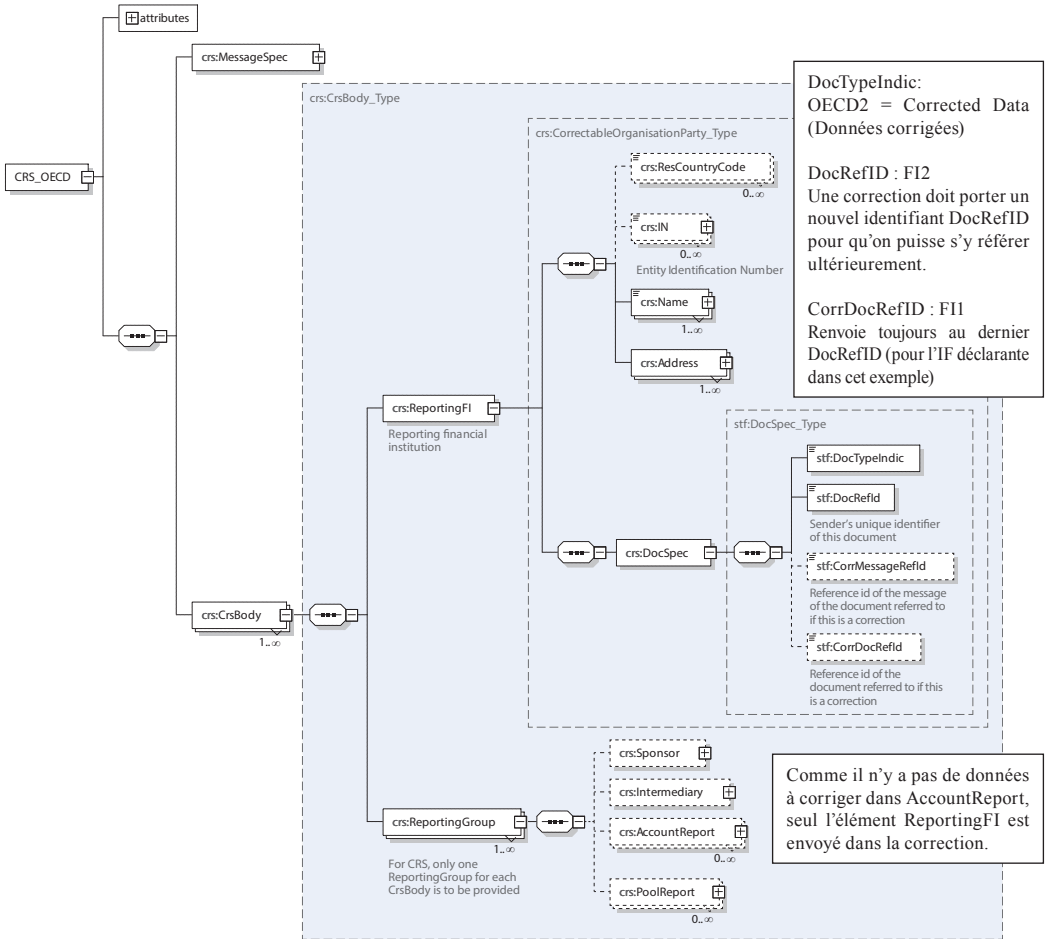 attributes
crs:MessageSpec
CRS_OECD
crs:CrsBody_Type
crs:CorrectableOrganisationParty_Type
crs:ResCountryCode
0..∞
crs:IN
0..∞
Entity Identification Number
crs:Name
1..∞
crs:Address
1..∞
DocTypeIndic:
OECD2 = Corrected Data
(Données corrigées)
DocRefID : FI2
Une correction doit porter un
nouvel identifiant DocRefID
pour qu'on puisse s'y référer
ultérieurement.
CorrDocRefID : FI1
Renvoie toujours au dernier
DocRefID (pour l'IF déclarante
dans cet exemple)
crs:ReportingFI
Reporting financial
institution
stf:DocSpec_Type
stf:DocTypeIndic
stf:DocRefId
Sender's unique identifier
of this document
crs:DocSpec
stf:CorrMessageRefId
Reference id of the message
of the document referred to
if this is a correction
stf:CorrDocRefId
Reference id of the
document referred to if this
is a correction
crs:CrsBody
1..∞
crs:Sponsor
crs:Intermediary
crs:ReportingGroup
1..∞
For CRS, only one
ReportingGroup for each
CrsBody is to be provided
crs:AccountReport
0..∞
crs:PoolReport
0..∞
Comme il n'y a pas de données
à corriger dans AccountReport,
seul l'élément ReportingFI est
envoyé dans la correction.